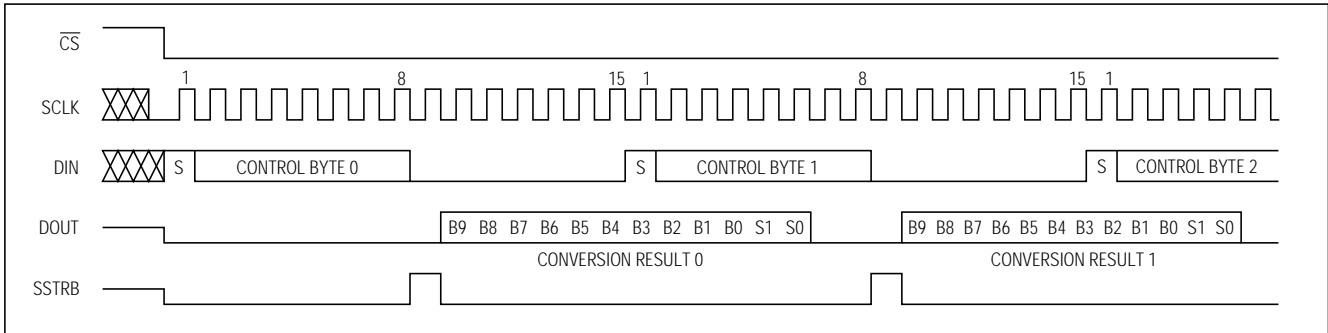 CS
1 8 15 1 8 15 1
SCLK
DIN S CONTROL BYTE 0 S CONTROL BYTE 1 S CONTROL BYTE 2
DOUT B9 B8 B7 B6 B5 B4 B3 B2 B1 B0 S1 S0 B9 B8 B7 B6 B5 B4 B3 B2 B1 B0 S1 S0
CONVERSION RESULT 0 CONVERSION RESULT 1
SSTRB